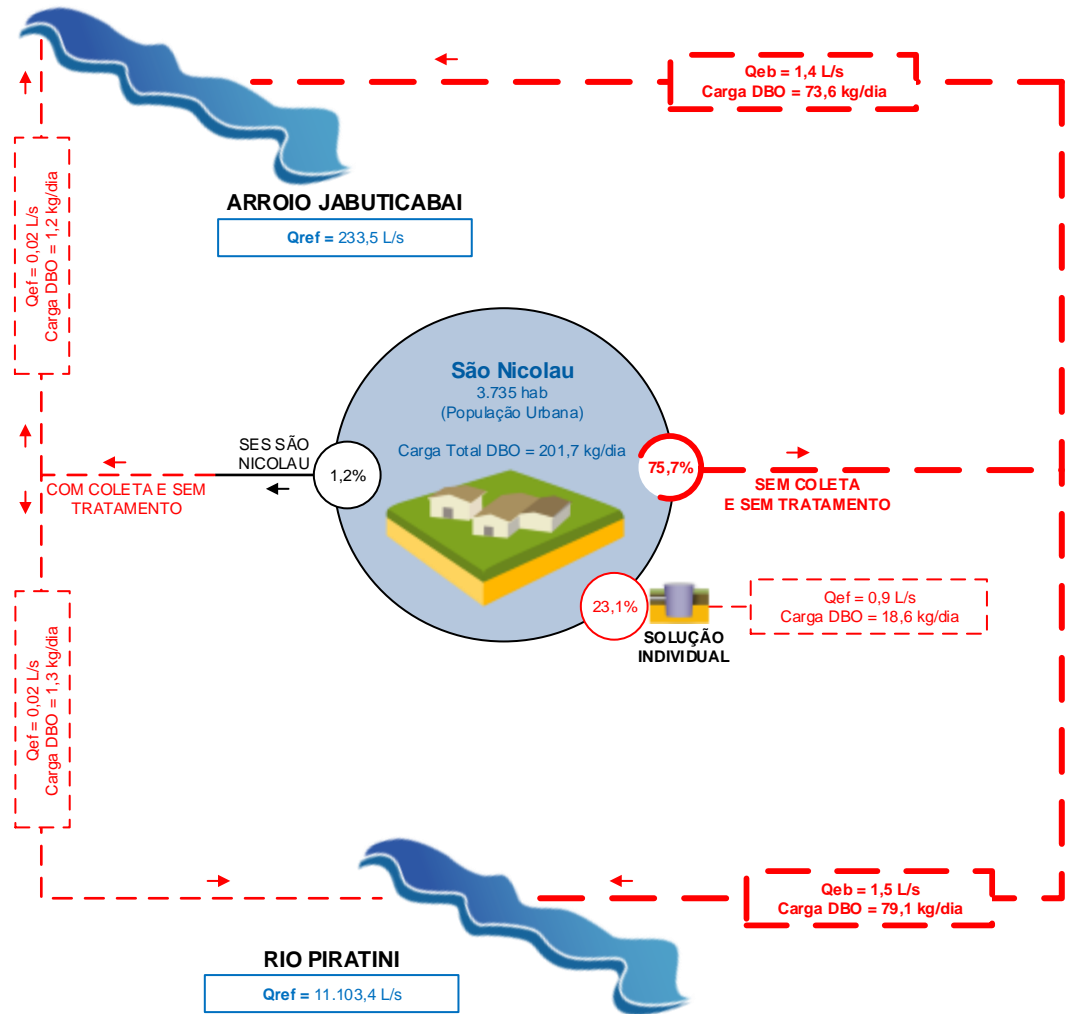 Qeb = 1,4 L/s
Carga DBO = 73,6 kg/dia
Qef = 0,02 L/s
Carga DBO = 1,2 kg/dia
ARROIO JABUTICABAI
Qref = 233,5 L/s
São Nicolau
3.735 hab
(População Urbana)
Carga Total DBO = 201,7 kg/dia
SES SÃO
NICOLAU
1,2%
75,7%
COM COLETA E SEM
TRATAMENTO
SEM COLETA
E SEM TRATAMENTO
23,1%
SOLUÇÃO
INDIVIDUAL
Qef = 0,9 L/s
Carga DBO = 18,6 kg/dia
Qef = 0,02 L/s
Carga DBO = 1,3 kg/dia
Qeb = 1,5 L/s
Carga DBO = 79,1 kg/dia
RIO PIRATINI
Qref = 11.103,4 L/s